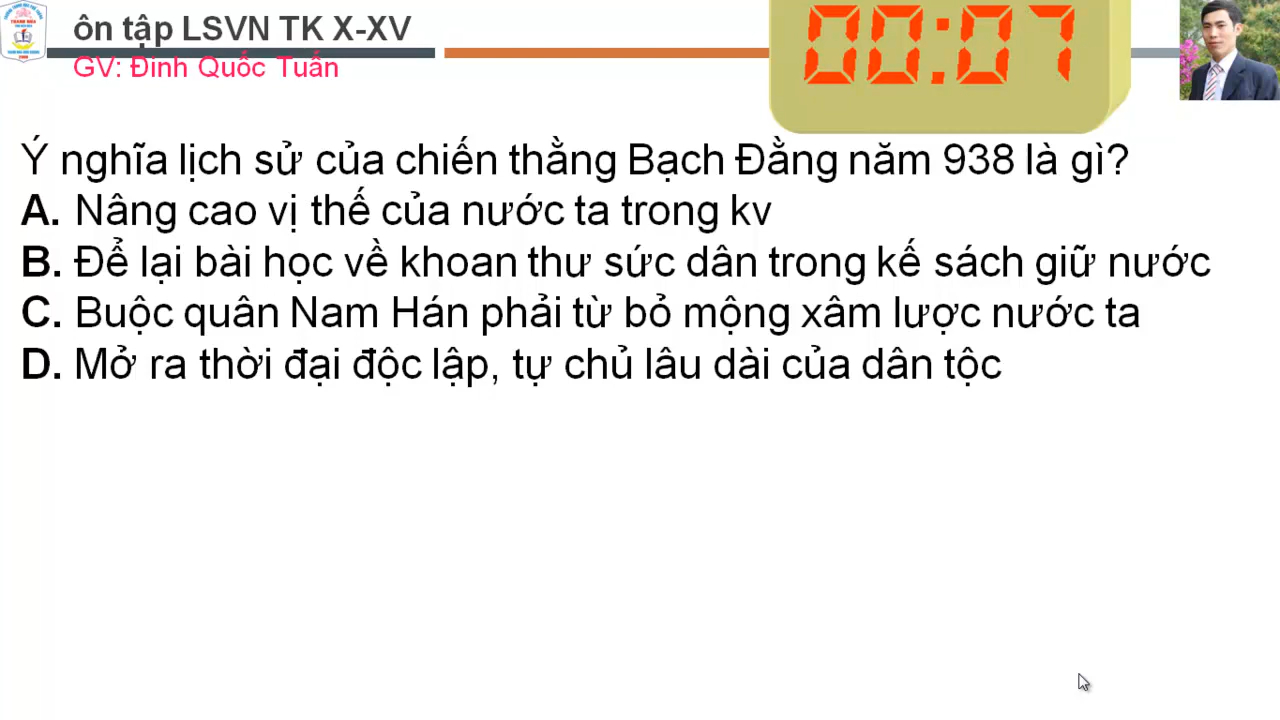 ôn tập LSVN TK X-XV
GV: Đinh Quốc Tuấn
00:07
Ý nghĩa lịch sử của chiến thằng Bạch Đằng năm 938 là gì?
A. Nâng cao vị thế của nước ta trong kv
B. Để lại bài học về khoan thư sức dân trong kế sách giữ nước
C. Buộc quân Nam Hán phải từ bỏ mộng xâm lược nước ta
D. Mở ra thời đại độc lập, tự chủ lâu dài của dân tộc